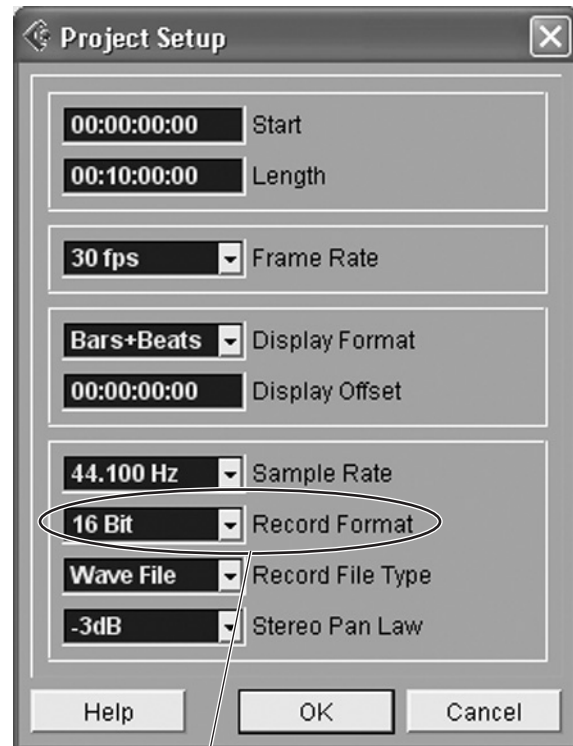 Project Setup
00:00:00:00 Start
00:10:00:00 Length
30 fps Frame Rate
Bars+Beats Display Format
00:00:00:00 Display Offset
44.100 Hz Sample Rate
16 Bit Record Format
Wave File Record File Type
-3dB Stereo Pan Law
Help OK Cancel